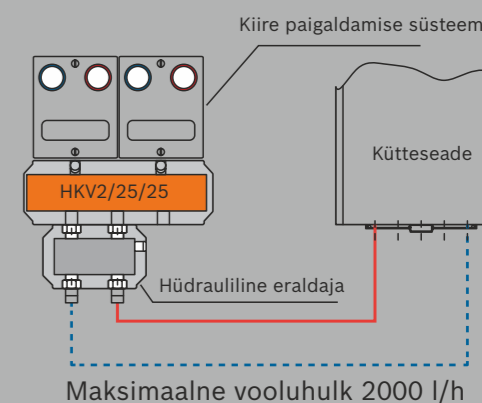 Kiire paigaldamise süsteem
Kütteseade
HKV2/25/25
Hüdrauliline eraldaja
Maksimaalne vooluhulk 2000 l/h